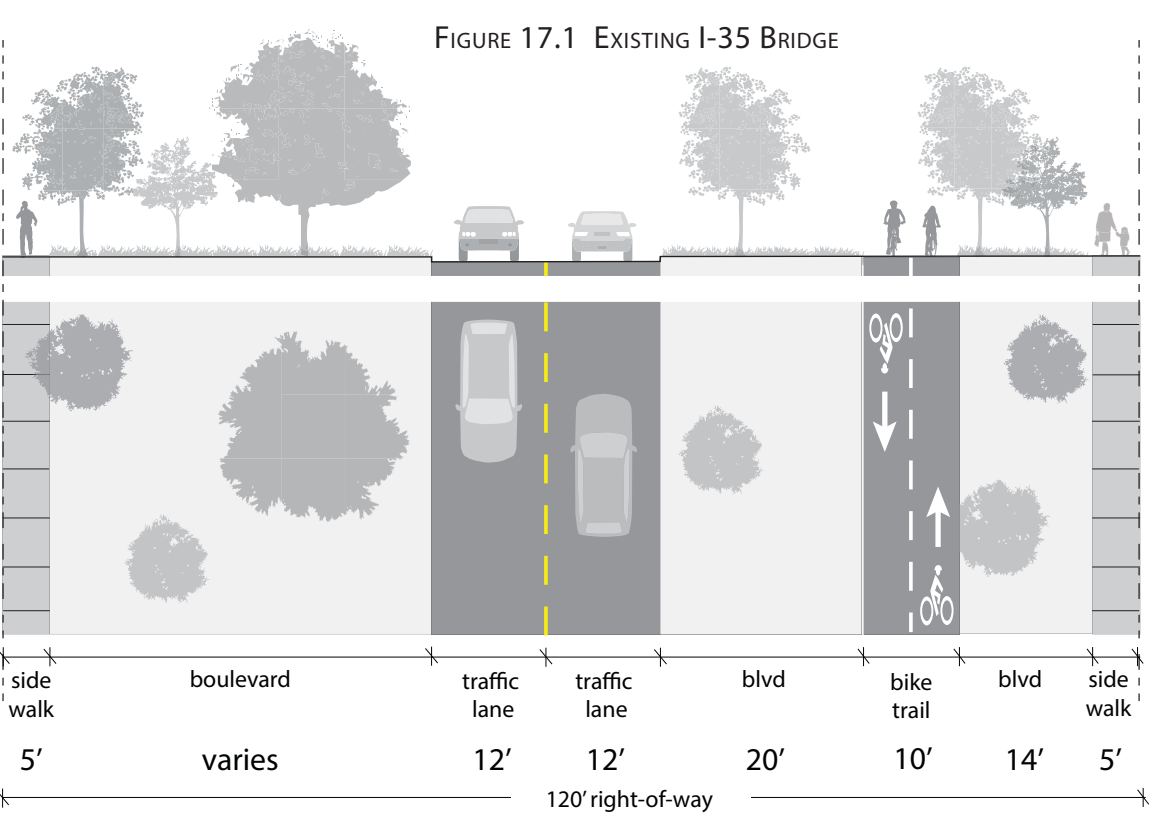 FIGURE 17.1 EXISTING I-35 BRIDGE
side walk
boulevard
traffic lane
traffic lane
blvd
bike trail
blvd
side walk
5’
varies
12’
12’
20’
10’
14’
5’
120’ right-of-way